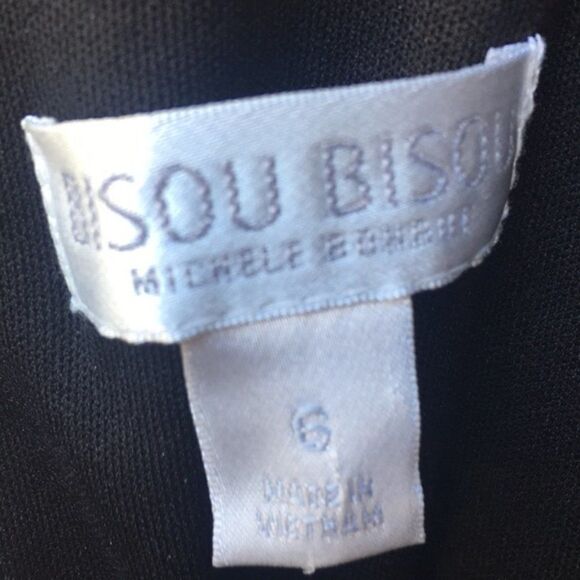 BISOU BISOU
MICHELE BOHBOT
6
MADE IN
VIETNAM